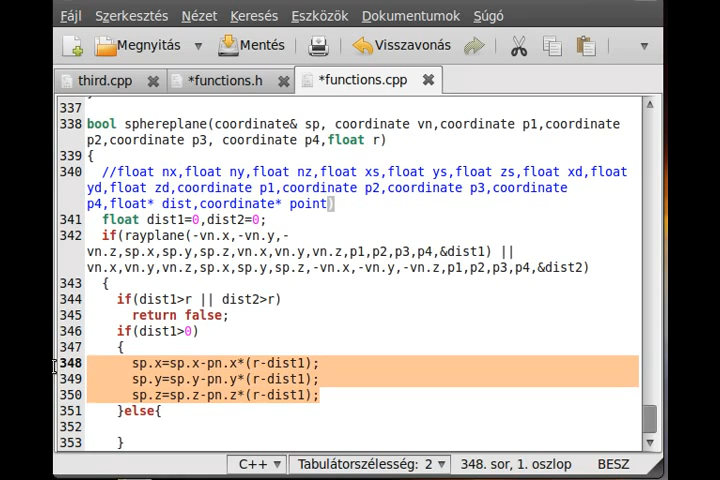 Fájl Szerkesztés Nézet Keresés Eszközök Dokumentumok Súgó
Megnyitás Mentés Visszavonás
third.cpp *functions.h *functions.cpp
337
338 bool sphereplane(coordinate& sp, coordinate vn,coordinate p1,coordinate
p2,coordinate p3, coordinate p4,float r)
339 {
340 //float nx,float ny,float nz,float xs,float ys,float zs,float xd,float
yd,float zd,coordinate p1,coordinate p2,coordinate p3,coordinate
p4,float* dist,coordinate* point)
341 float dist1=0,dist2=0;
342 if(rayplane(-vn.x,-vn.y,-
vn.z,sp.x,sp.y,sp.z,vn.x,vn.y,vn.z,p1,p2,p3,p4,&dist1) ||
vn.x,vn.y,vn.z,sp.x,sp.y,sp.z,-vn.x,-vn.y,-vn.z,p1,p2,p3,p4,&dist2)
343 {
344 if(dist1>r || dist2>r)
345 return false;
346 if(dist1>0)
347 {
348 sp.x=sp.x-pn.x*(r-dist1);
349 sp.y=sp.y-pn.y*(r-dist1);
350 sp.z=sp.z-pn.z*(r-dist1);
351 }else{
352
353 }
C++ Tabulátorszélesség: 2 348. sor, 1. oszlop BESZ